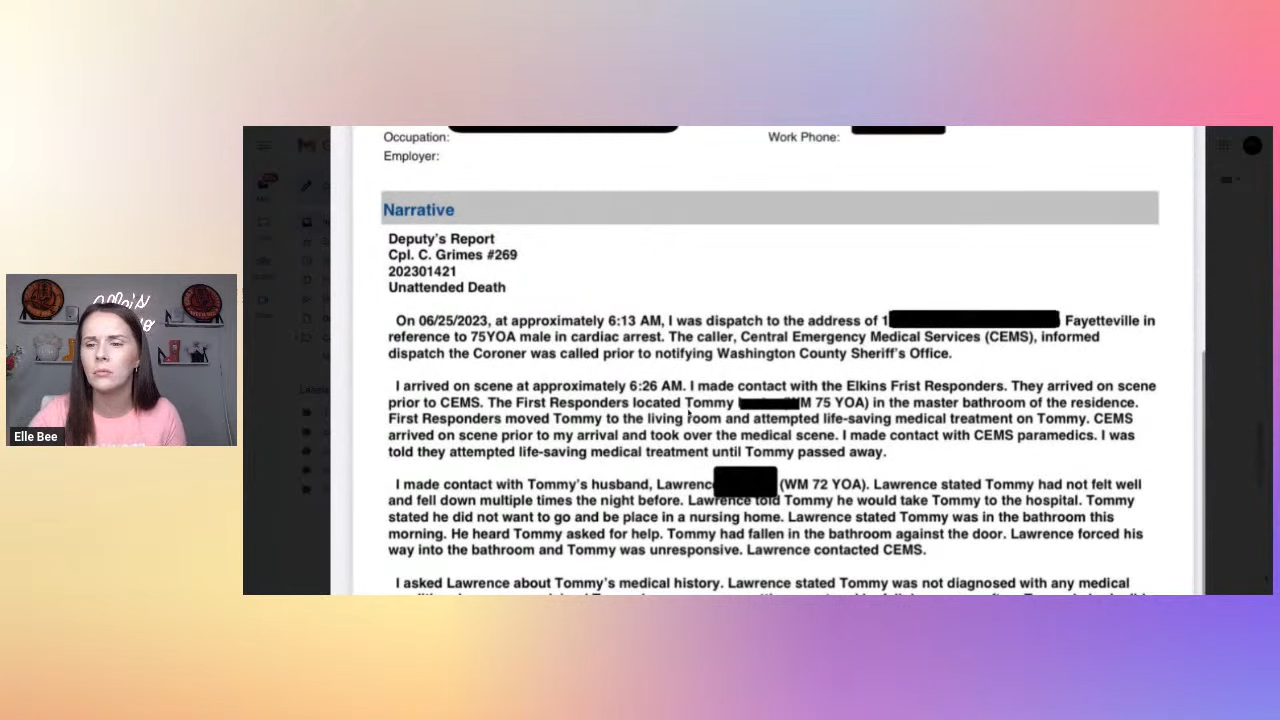 Occupation:
Work Phone:
Employer:
Narrative
Deputy's Report
Cpl. C. Grimes #269
202301421
Unattended Death
On 06/25/2023, at approximately 6:13 AM, I was dispatch to the address of 1 Fayetteville in
reference to 75YOA male in cardiac arrest. The caller, Central Emergency Medical Services (CEMS), informed
dispatch the Coroner was called prior to notifying Washington County Sheriff's Office.
I arrived on scene at approximately 6:26 AM. I made contact with the Elkins Frist Responders. They arrived on scene
prior to CEMS. The First Responders located Tommy M 75 YOA) in the master bathroom of the residence.
First Responders moved Tommy to the living room and attempted life-saving medical treatment on Tommy. CEMS
arrived on scene prior to my arrival and took over the medical scene. I made contact with CEMS paramedics. I was
told they attempted life-saving medical treatment until Tommy passed away.
I made contact with Tommy's husband, Lawrence (WM 72 YOA). Lawrence stated Tommy had not felt well
and fell down multiple times the night before. Lawrence told Tommy he would take Tommy to the hospital. Tommy
stated he did not want to go and be place in a nursing home. Lawrence stated Tommy was in the bathroom this
morning. He heard Tommy asked for help. Tommy had fallen in the bathroom against the door. Lawrence forced his
way into the bathroom and Tommy was unresponsive. Lawrence contacted CEMS.
I asked Lawrence about Tommy's medical history. Lawrence stated Tommy was not diagnosed with any medical
Elle Bee